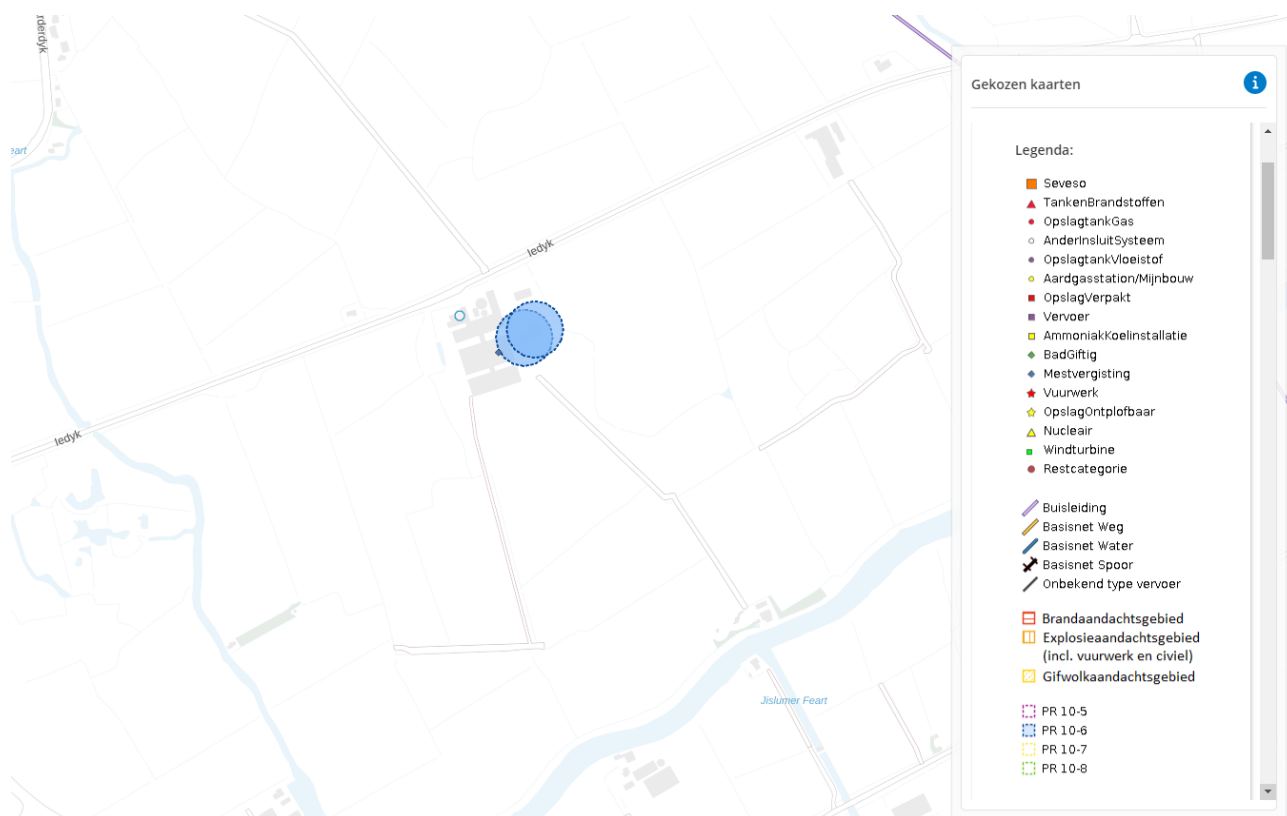 arderdyk
eart
Iedyk
Iedyk
Jislumer Feart
Gekozen kaarten
i
Legenda:
Seveso
TankenBrandstoffen
OpslagtankGas
AnderInsluitSysteem
OpslagtankVloeistof
Aardgasstation/Mijnbouw
OpslagVerpakt
Vervoer
AmmoniakKoelinstallatie
BadGiftig
Mestvergisting
Vuurwerk
OpslagOntplofbaar
Nucleair
Windturbine
Restcategorie
Buisleiding
Basisnet Weg
Basisnet Water
Basisnet Spoor
Onbekend type vervoer
Brandaandachtsgebied
Explosieaandachtsgebied
(incl. vuurwerk en civiel)
Gifwolkaandachtsgebied
PR 10-5
PR 10-6
PR 10-7
PR 10-8